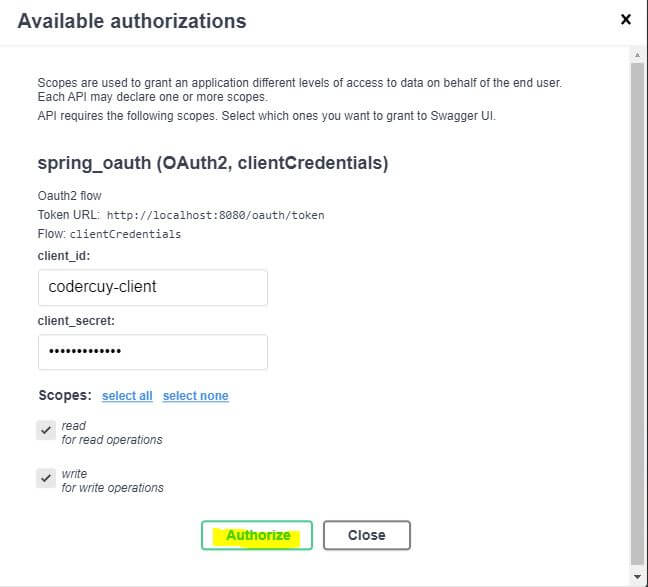 Available authorizations
Scopes are used to grant an application different levels of access to data on behalf of the end user.
Each API may declare one or more scopes.
API requires the following scopes. Select which ones you want to grant to Swagger UI.
spring_oauth (OAuth2, clientCredentials)
Oauth2 flow
Token URL: http://localhost:8080/oauth/token
Flow: clientCredentials
client_id:
codercuy-client
client_secret:
•••••••••••••
Scopes: select all select none
read
for read operations
write
for write operations
Authorize Close